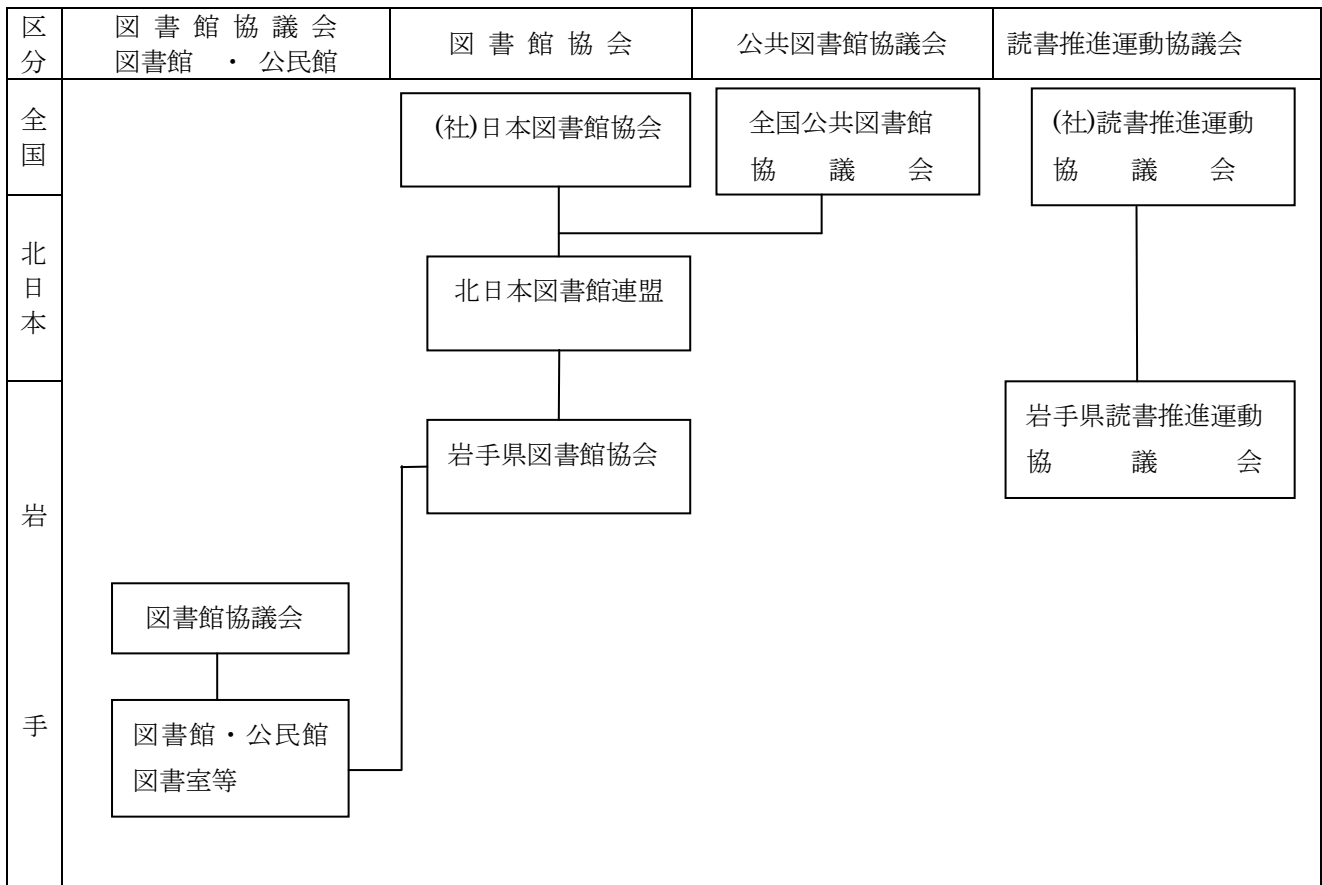 区分
図書館協議会
図書館 ・ 公民館
図書館協会
公共図書館協議会
読書推進運動協議会
全国
(社)日本図書館協会
全国公共図書館
協議会
(社)読書推進運動
協議会
北日本
北日本図書館連盟
岩手
岩手県図書館協会
岩手県読書推進運動
協議会
図書館協議会
図書館・公民館
図書室等